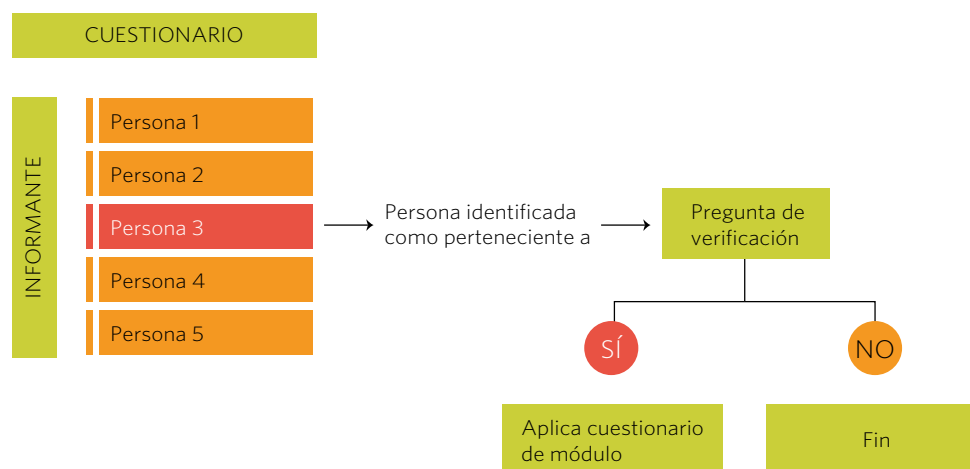 CUESTIONARIO
INFORMANTE
Persona 1
Persona 2
Persona 3
Persona 4
Persona 5
Persona identificada
como perteneciente a
Pregunta de
verificación
SÍ
NO
Aplica cuestionario
de módulo
Fin